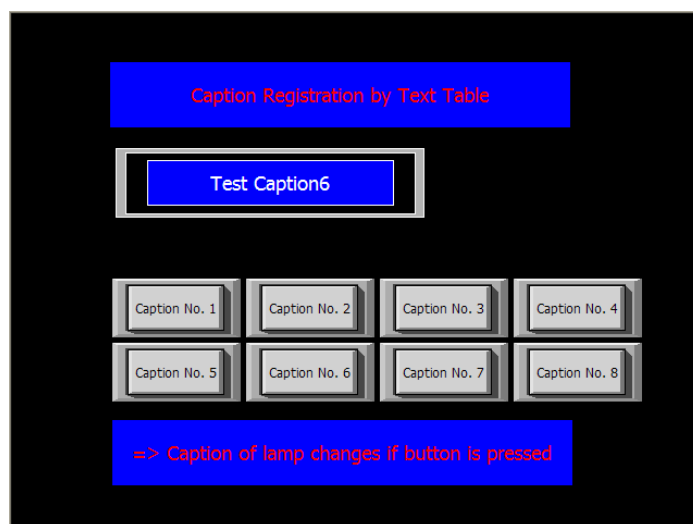 Caption Registration by Text Table
Test Caption6
Caption No. 1 Caption No. 2 Caption No. 3 Caption No. 4
Caption No. 5 Caption No. 6 Caption No. 7 Caption No. 8
=> Caption of lamp changes if button is pressed